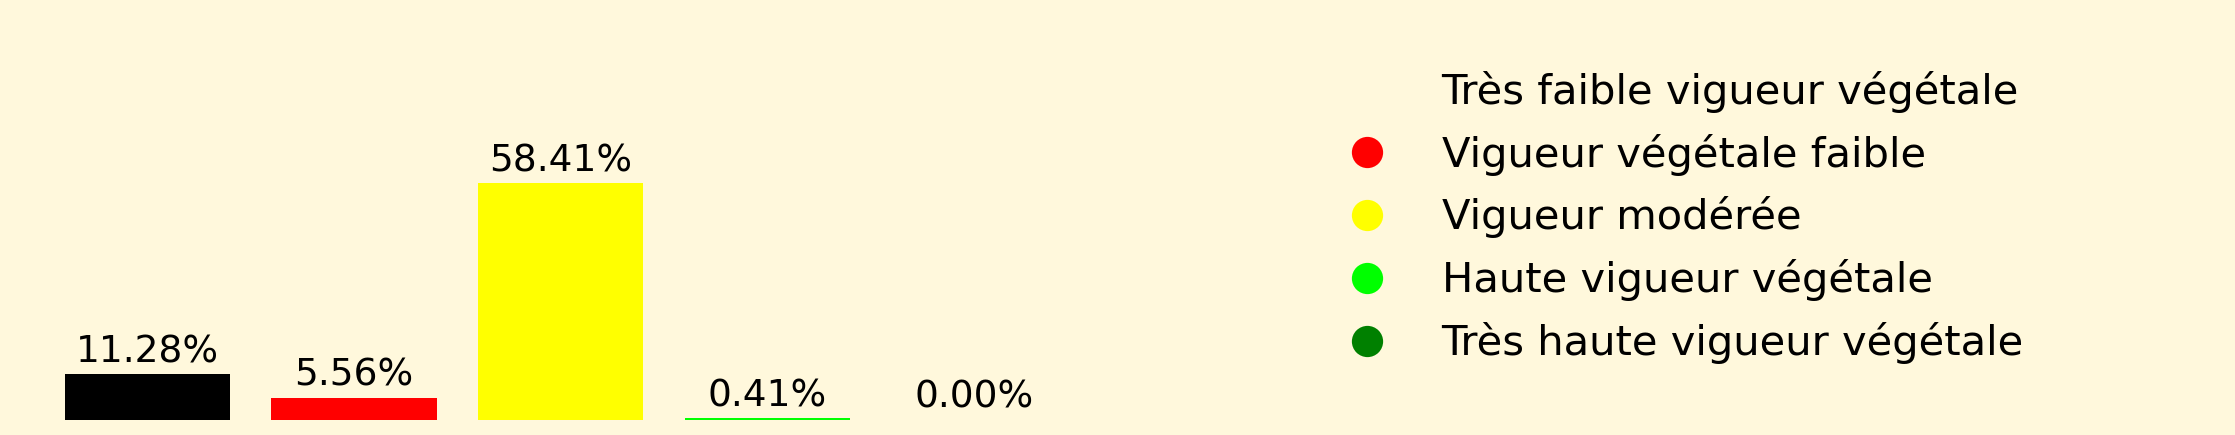 11.28%
5.56%
58.41%
0.41%
0.00%
Très faible vigueur végétale
Vigueur végétale faible
Vigueur modérée
Haute vigueur végétale
Très haute vigueur végétale